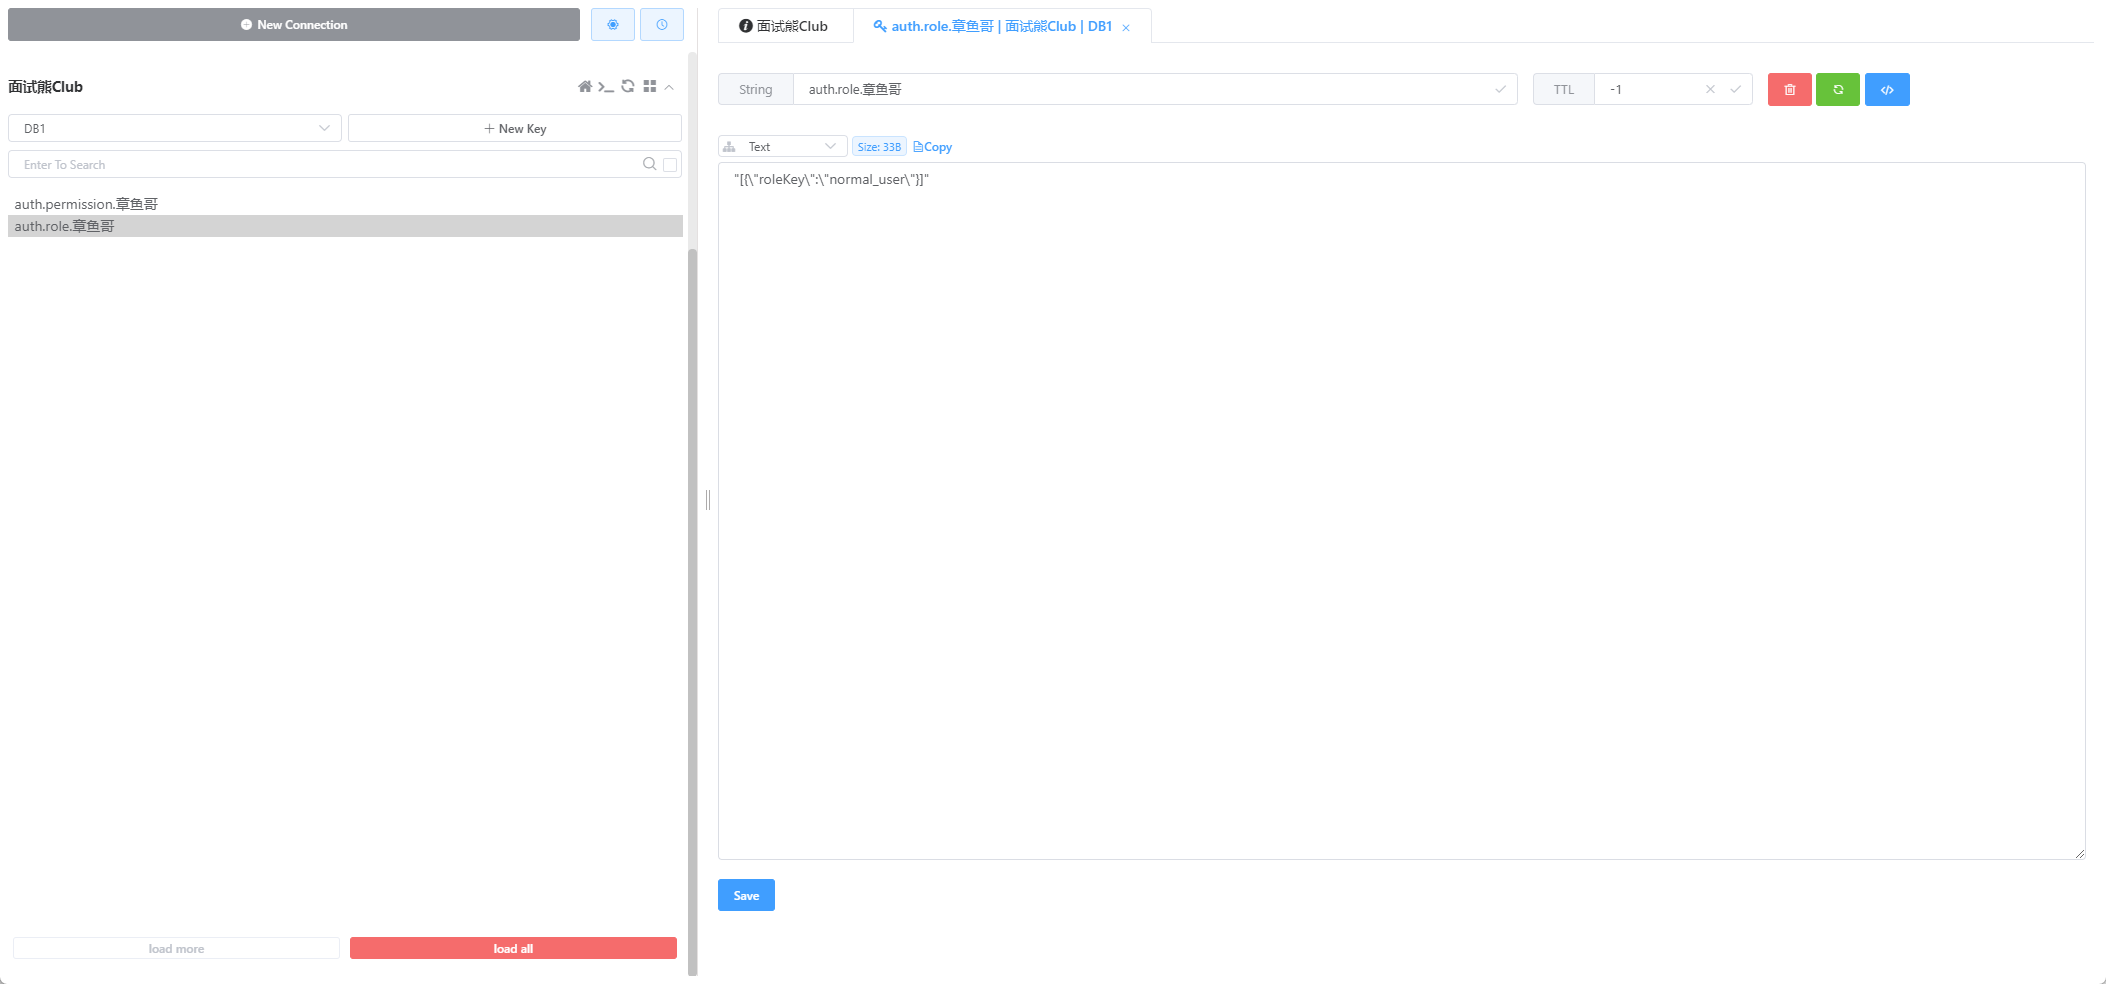 New Connection
面试熊Club
DB1
New Key
Enter To Search
auth.permission.章鱼哥
auth.role.章鱼哥
load more
load all
面试熊Club
auth.role.章鱼哥 | 面试熊Club | DB1
String
auth.role.章鱼哥
TTL
-1
Text
Size: 33B
Copy
"[{\"roleKey\":\"normal_user\"}]"
Save